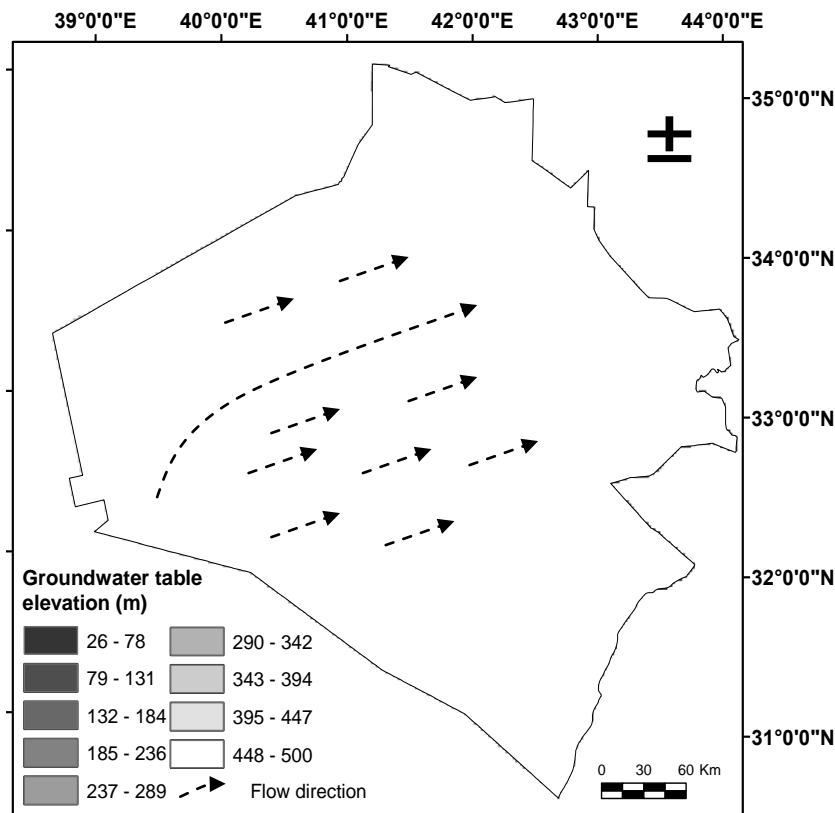 39°0'0"E 40°0'0"E 41°0'0"E 42°0'0"E 43°0'0"E 44°0'0"E
35°0'0"N
34°0'0"N
33°0'0"N
32°0'0"N
31°0'0"N
Groundwater table
elevation (m)
26 - 78
79 - 131
132 - 184
185 - 236
237 - 289
290 - 342
343 - 394
395 - 447
448 - 500
Flow direction
0 30 60 Km